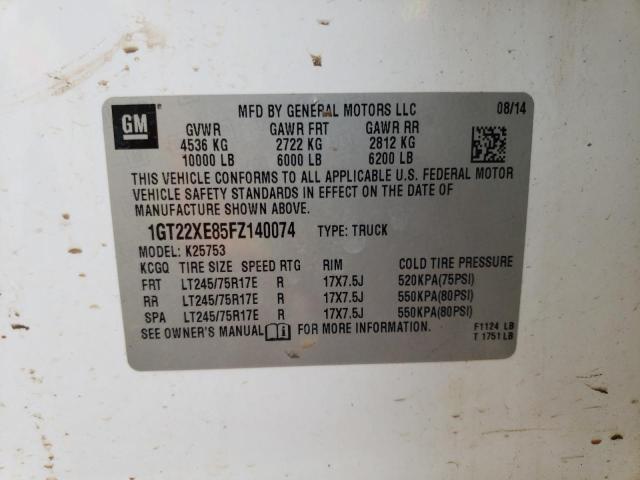 GM
MFD BY GENERAL MOTORS LLC 08/14
GVWR GAWR FRT GAWR RR
4536 KG 2722 KG 2812 KG
10000 LB 6000 LB 6200 LB
THIS VEHICLE CONFORMS TO ALL APPLICABLE U.S. FEDERAL MOTOR
VEHICLE SAFETY STANDARDS IN EFFECT ON THE DATE OF
MANUFACTURE SHOWN ABOVE.
1GT22XE85FZ140074 TYPE: TRUCK
MODEL: K25753
KCGQ TIRE SIZE SPEED RTG RIM COLD TIRE PRESSURE
FRT LT245/75R17E R 17X7.5J 520KPA(75PSI)
RR LT245/75R17E R 17X7.5J 550KPA(80PSI)
SPA LT245/75R17E R 17X7.5J 550KPA(80PSI)
SEE OWNER'S MANUAL FOR MORE INFORMATION. F1124 LB
T 1751 LB